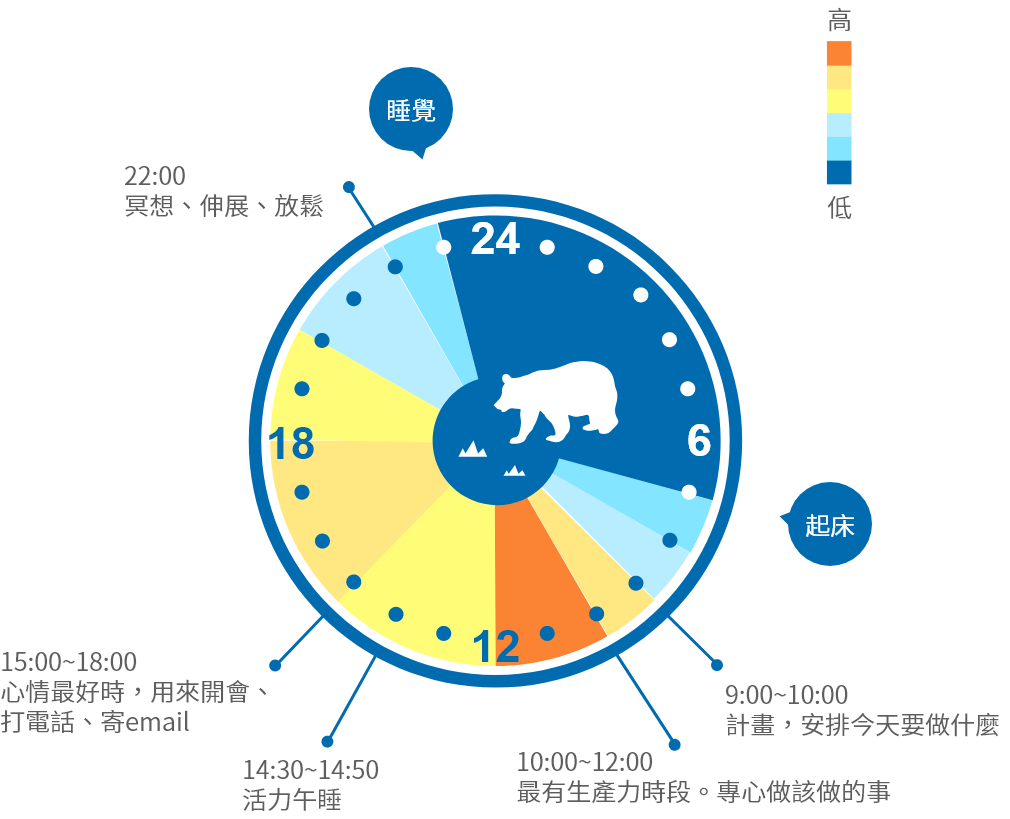 高
低
睡覺
22:00
冥想、伸展、放鬆
24
6
18
12
起床
15:00~18:00
心情最好時，用來開會、
打電話、寄email
9:00~10:00
計畫，安排今天要做什麼
14:30~14:50
活力午睡
10:00~12:00
最有生產力時段。專心做該做的事